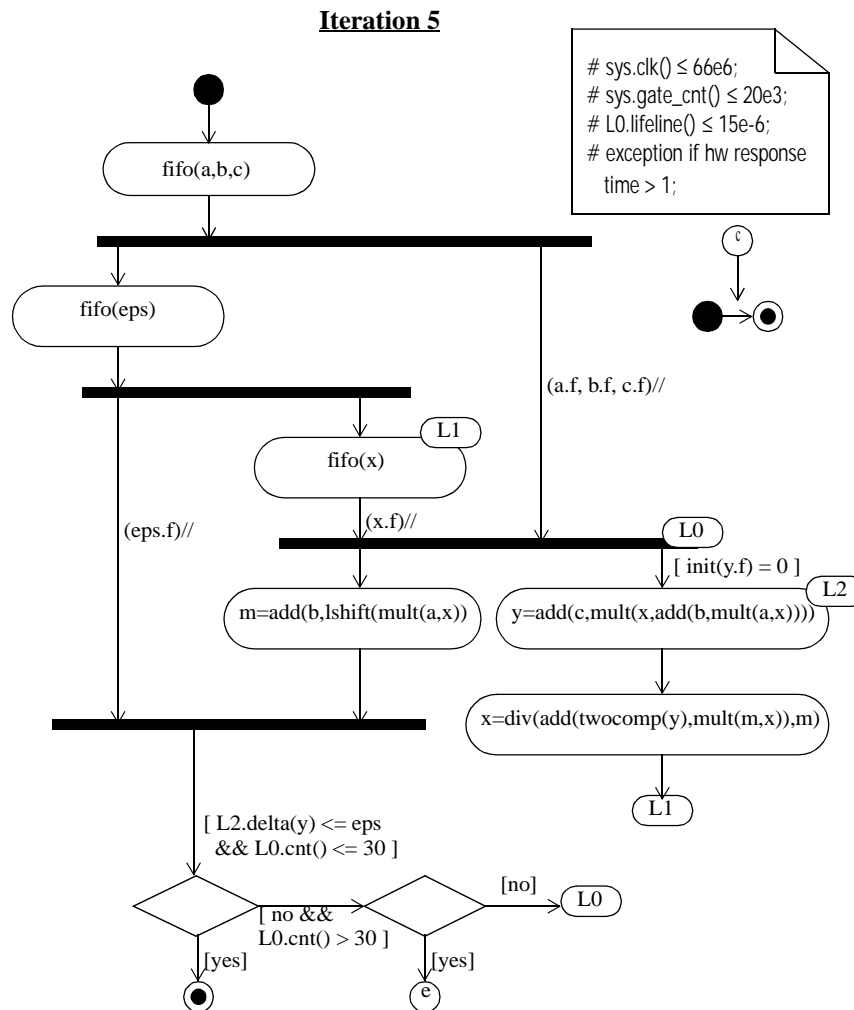 Iteration 5
# sys.clk() ≤ 66e6;
# sys.gate_cnt() ≤ 20e3;
# L0.lifeline() ≤ 15e-6;
# exception if hw response
time > 1;
fifo(a,b,c)
c
fifo(eps)
(a.f, b.f, c.f)//
L1
fifo(x)
(eps.f)//
(x.f)//
L0
[ init(y.f) = 0 ]
L2
m=add(b,lshift(mult(a,x))
y=add(c,mult(x,add(b,mult(a,x))))
x=div(add(twocomp(y),mult(m,x)),m)
L1
[ L2.delta(y) <= eps
&& L0.cnt() <= 30 ]
[no]
L0
[ no &&
L0.cnt() > 30 ]
[yes]
[yes]
e